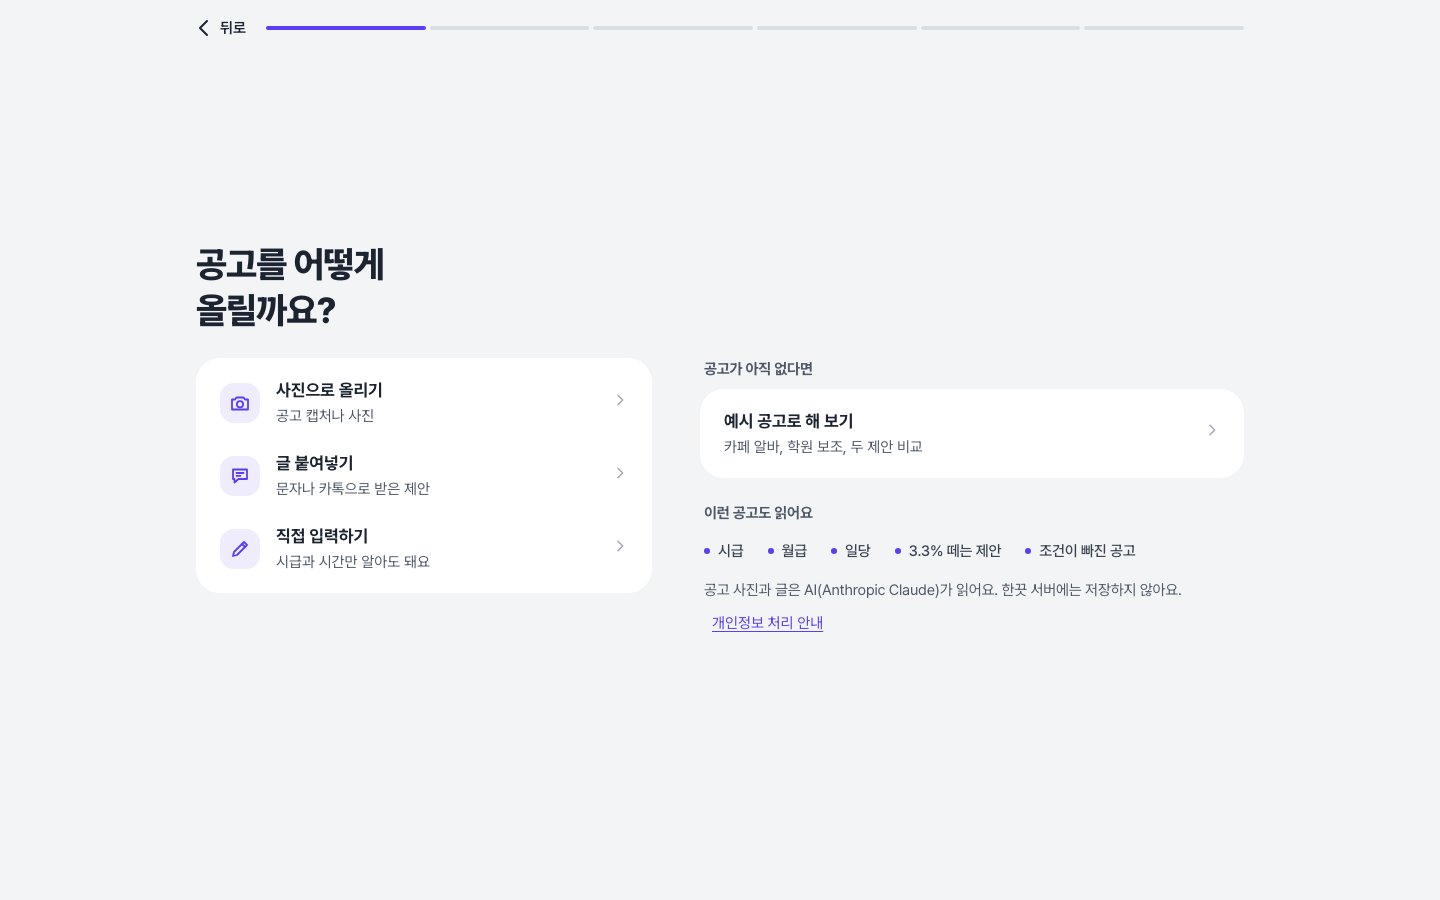 뒤로
공고를 어떻게
올릴까요?
사진으로 올리기
공고 캡처나 사진
글 붙여넣기
문자나 카톡으로 받은 제안
직접 입력하기
시급과 시간만 알아도 돼요
공고가 아직 없다면
예시 공고로 해 보기
카페 알바, 학원 보조, 두 제안 비교
이런 공고도 읽어요
시급 월급 일당 3.3% 떼는 제안 조건이 빠진 공고
공고 사진과 글은 AI(Anthropic Claude)가 읽어요. 한끗 서버에는 저장하지 않아요.
개인정보 처리 안내